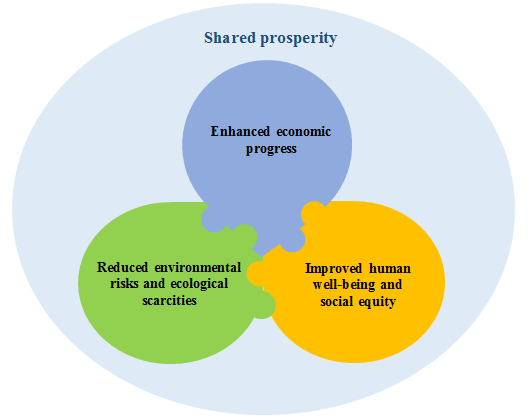 Shared prosperity
Enhanced economic
progress
Reduced environmental
risks and ecological
scarcities
Improved human
well-being and
social equity